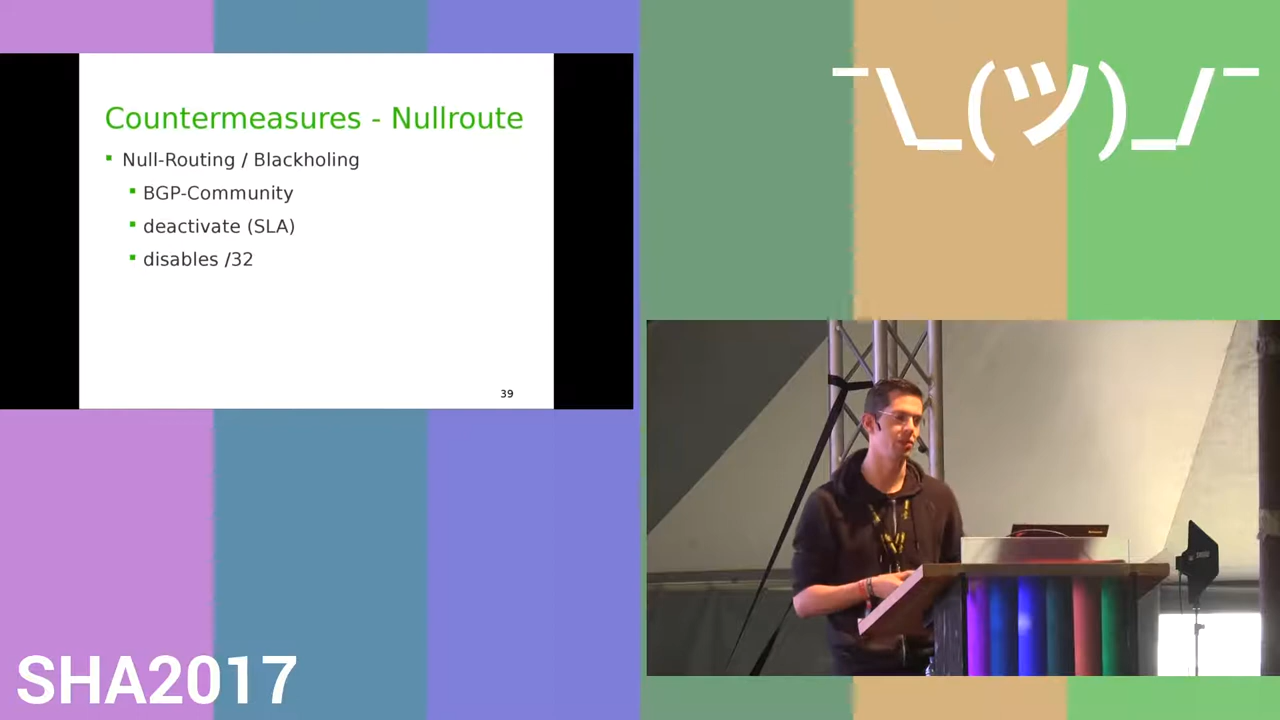 Countermeasures - Nullroute
Null-Routing / Blackholing
BGP-Community
deactivate (SLA)
disables /32
39
¯\_(ツ)_/¯
SHA2017